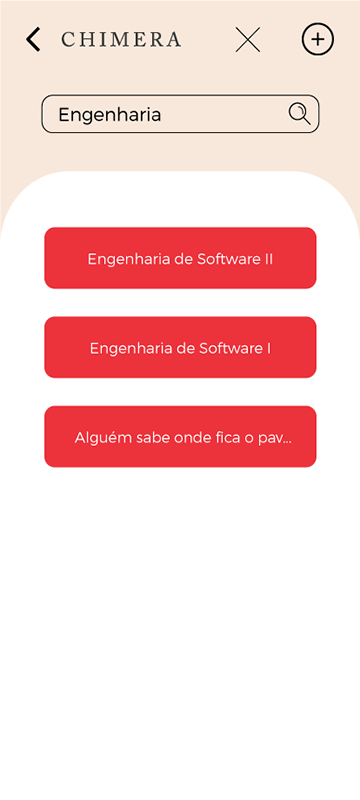 CHIMERA
Engenharia
Engenharia de Software II
Engenharia de Software I
Alguém sabe onde fica o pav...